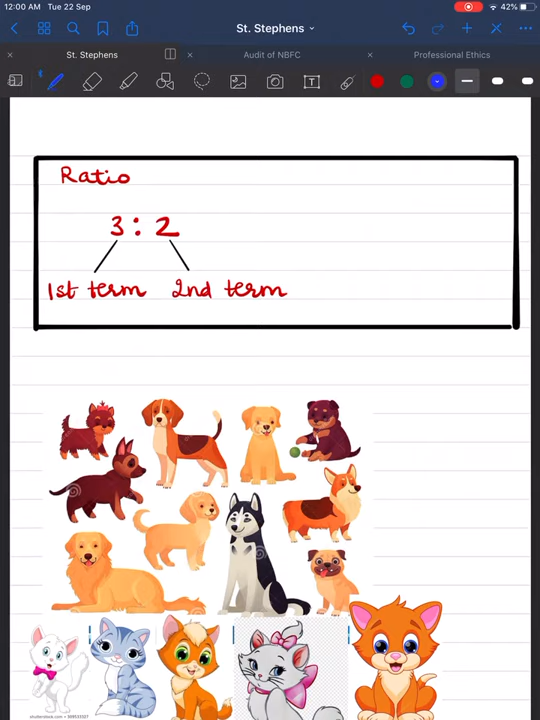 12:00 AM Tue 22 Sep
42%
St. Stephens
St. Stephens
Audit of NBFC
Professional Ethics
T
Ratio
3 : 2
1st term 2nd term